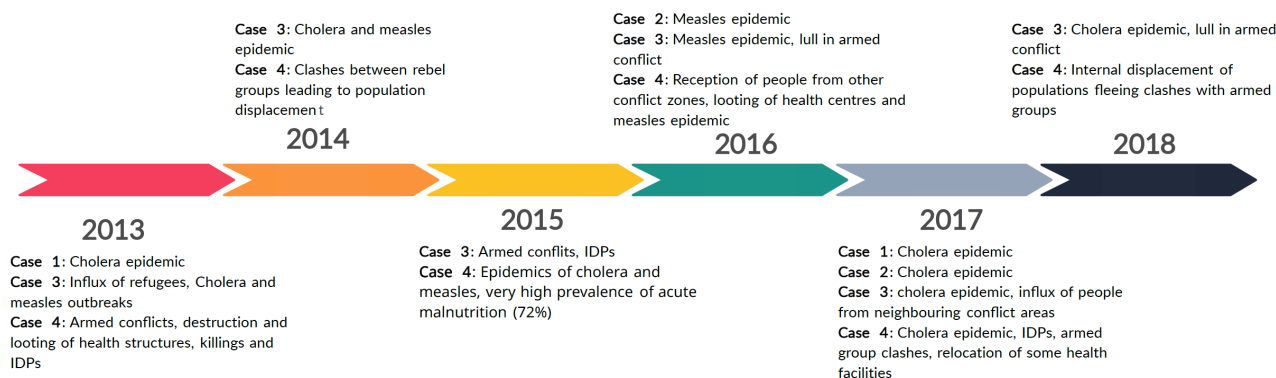 Case 3: Cholera and measles
epidemic
Case 4: Clashes between rebel
groups leading to population
displacement
2014
Case 2: Measles epidemic
Case 3: Measles epidemic, lull in armed
conflict
Case 4: Reception of people from other
conflict zones, looting of health centres and
measles epidemic
2016
Case 3: Cholera epidemic, lull in armed
conflict
Case 4: Internal displacement of
populations fleeing clashes with armed
groups
2018
2013
Case 1: Cholera epidemic
Case 3: Influx of refugees, Cholera and
measles outbreaks
Case 4: Armed conflicts, destruction and
looting of health structures, killings and
IDPs
2015
Case 3: Armed conflits, IDPs
Case 4: Epidemics of cholera and
measles, very high prevalence of acute
malnutrition (72%)
2017
Case 1: Cholera epidemic
Case 2: Cholera epidemic
Case 3: cholera epidemic, influx of people
from neighbouring conflict areas
Case 4: Cholera epidemic, IDPs, armed
group clashes, relocation of some health
facilities